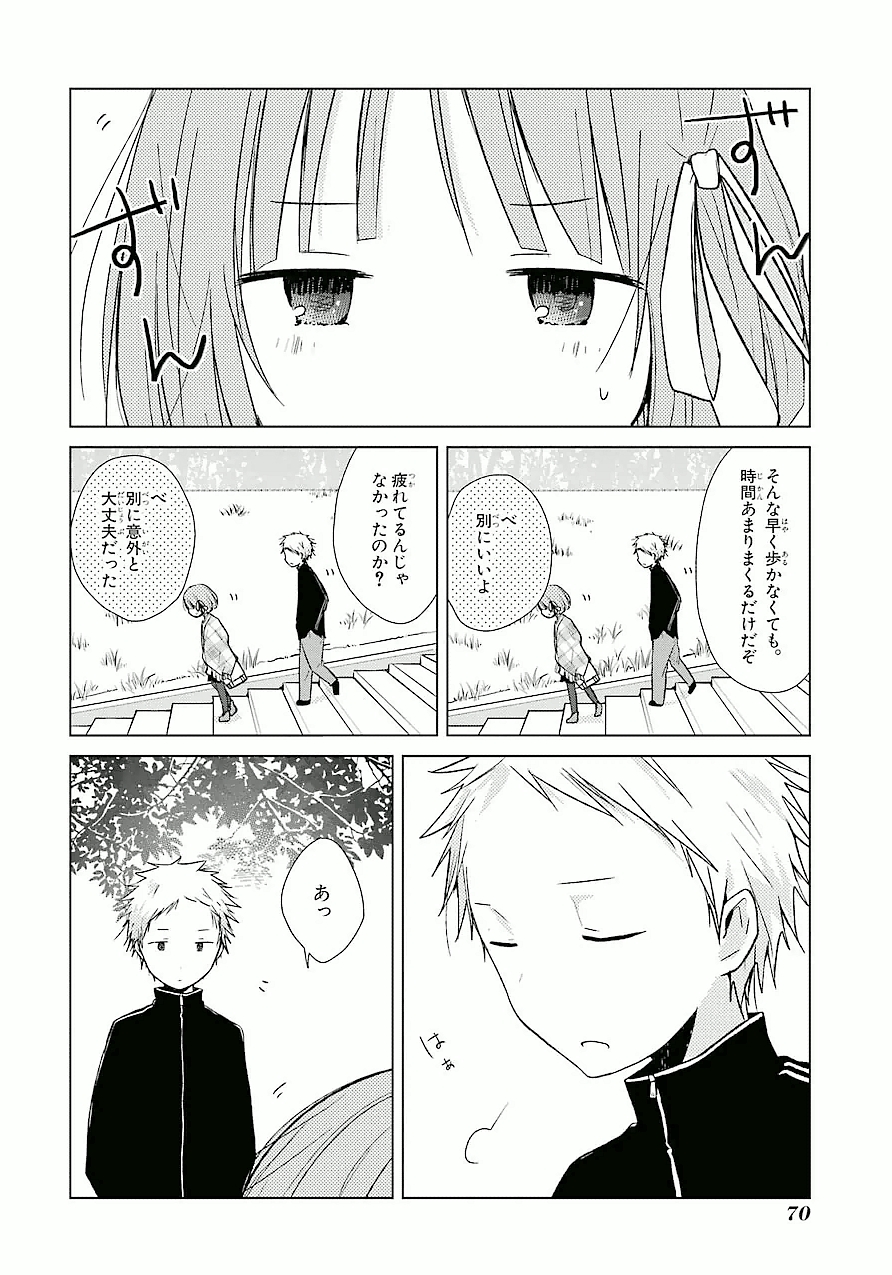 ずん
ずん
そんな早く歩かなくても。
時間あまりまくるだけだぞ
べ
別にいいよ
疲れてるんじゃ
なかったのか？
べ
別に意外と
大丈夫だった
はぁ
あっ
70